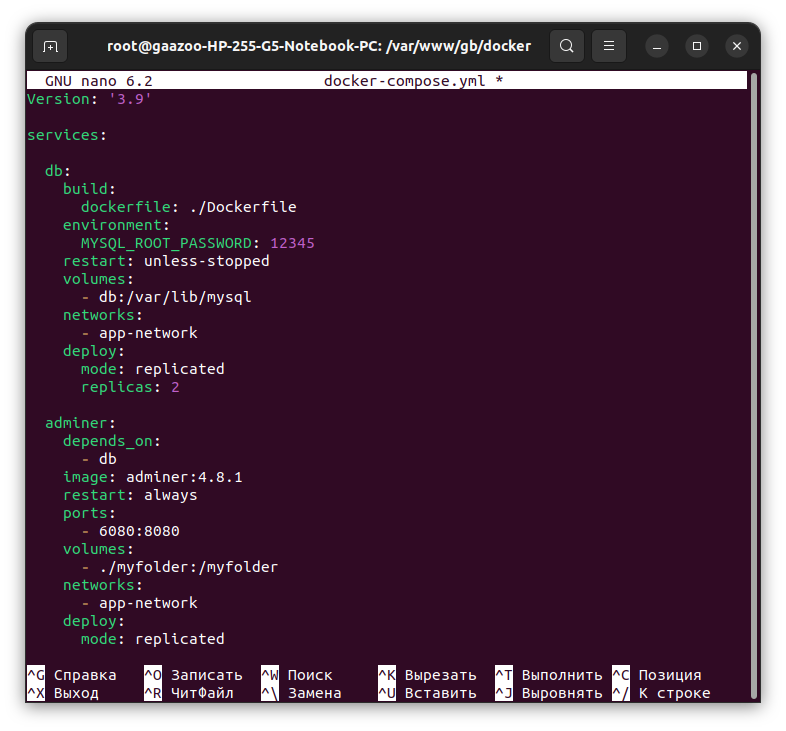 root@gaazoo-HP-255-G5-Notebook-PC: /var/www/gb/docker
GNU nano 6.2 docker-compose.yml *
Version: '3.9'
services:
db:
build:
dockerfile: ./Dockerfile
environment:
MYSQL_ROOT_PASSWORD: 12345
restart: unless-stopped
volumes:
- db:/var/lib/mysql
networks:
- app-network
deploy:
mode: replicated
replicas: 2
adminer:
depends_on:
- db
image: adminer:4.8.1
restart: always
ports:
- 6080:8080
volumes:
- ./myfolder:/myfolder
networks:
- app-network
deploy:
mode: replicated
^G Справка ^O Записать ^W Поиск ^K Вырезать ^T Выполнить ^C Позиция
^X Выход ^R ЧитФайл ^\ Замена ^U Вставить ^J Выровнять ^/ К строке